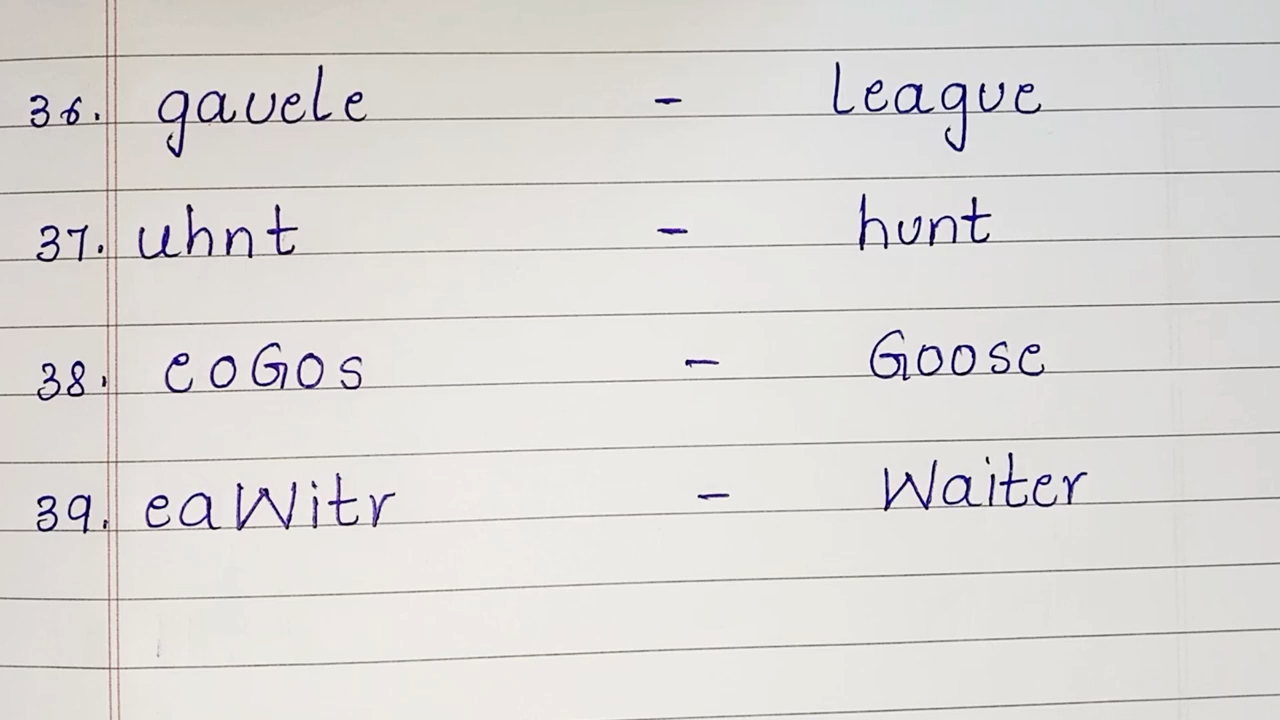 36. gauele - league
37. uhnt - hunt
38. eoGos - Goose
39. eaWitr - Waiter